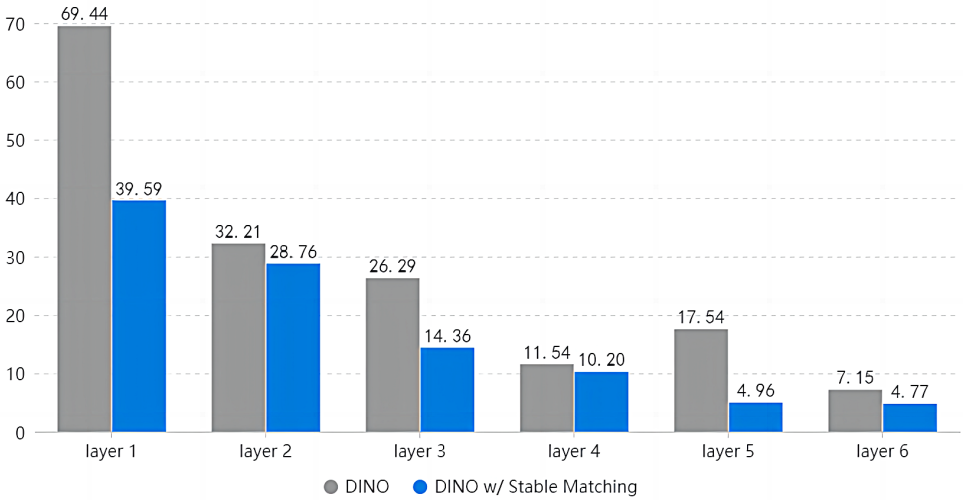 70
60
50
40
30
20
10
0
69.44
39.59
32.21
28.76
26.29
14.36
11.54
10.20
17.54
4.96
7.15
4.77
layer 1
layer 2
layer 3
layer 4
layer 5
layer 6
DINO
DINO w/ Stable Matching